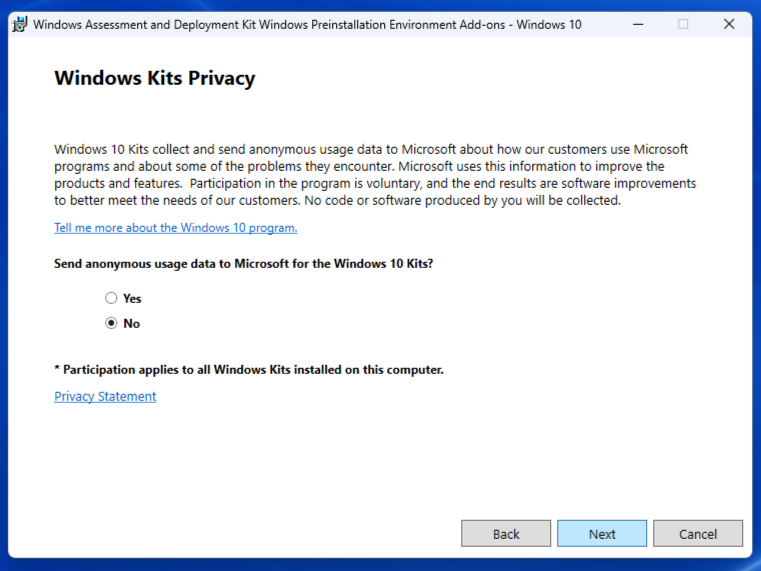 Windows Assessment and Deployment Kit Windows Preinstallation Environment Add-ons - Windows 10
Windows Kits Privacy
Windows 10 Kits collect and send anonymous usage data to Microsoft about how our customers use Microsoft
programs and about some of the problems they encounter. Microsoft uses this information to improve the
products and features.  Participation in the program is voluntary, and the end results are software improvements
to better meet the needs of our customers. No code or software produced by you will be collected.
Tell me more about the Windows 10 program.
Send anonymous usage data to Microsoft for the Windows 10 Kits?
Yes
No
* Participation applies to all Windows Kits installed on this computer.
Privacy Statement
Back Next Cancel